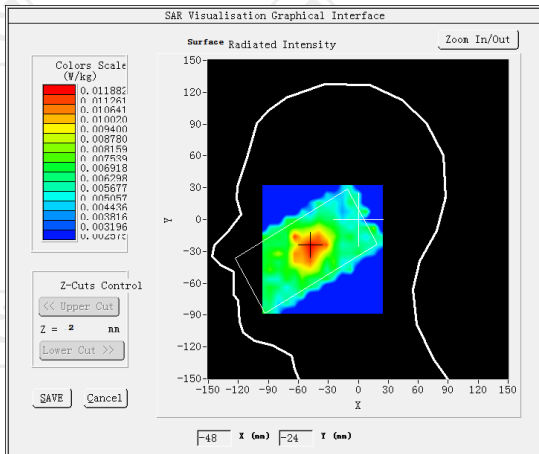 SAR Visualisation Graphical Interface
Surface Radiated Intensity
Zoom In/Out
Colors Scale
(W/kg)
0.011882
0.011261
0.010641
0.010020
0.009400
0.008159
0.007539
0.006918
0.006298
0.005677
0.005057
0.004436
0.003816
0.003196
0.002575
150
120
90
60
30
0
-30
-60
-90
-120
-150
Y
-150 -120 -90 -60 -30 0 30 60 90 120 150
X
Z-Cuts Control
<< Upper Cut
Z = 2 mm
Lower Cut >>
SAVE Cancel
-48 X (mm) -24 Y (mm)